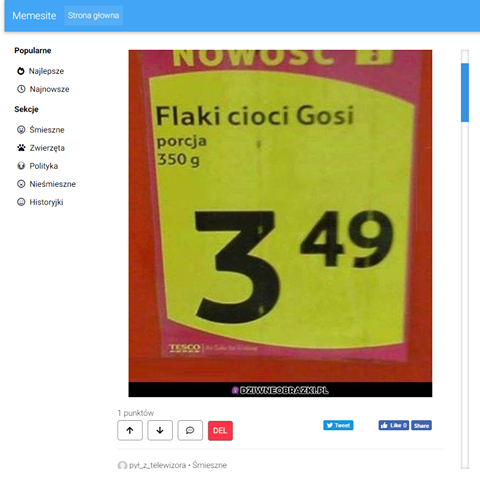 Memesite Strona głowna
Popularne
Najlepsze
Najnowsze
Sekcje
Śmieszne
Zwierzęta
Polityka
Nieśmieszne
Historyjki
NOWOŚĆ
Flaki cioci Gosi
porcja
350 g
3 49
TESCO
DZIWNEOBRAZKI.PL
1 punktów
DEL
Tweet
Like 0 Share
pył_z_telewizora • Śmieszne